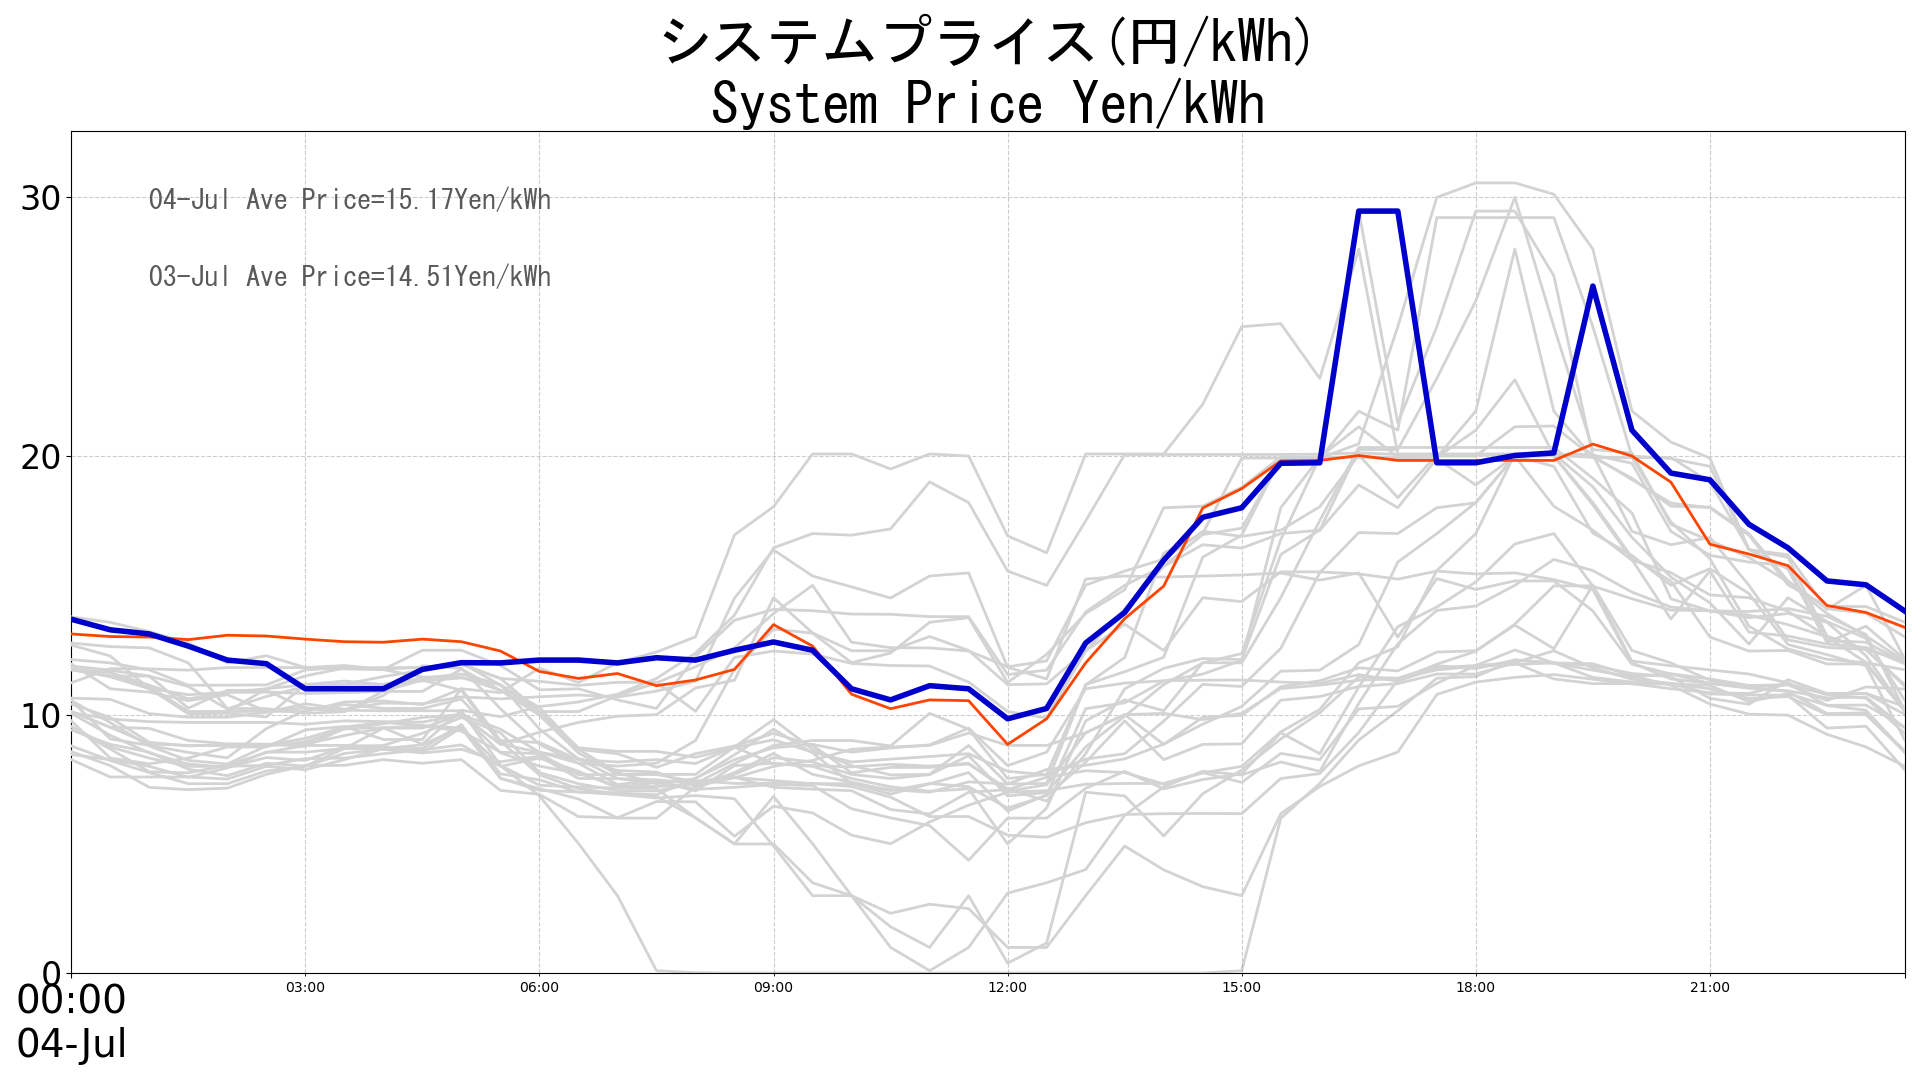 システムプライス(円/kWh)
System Price Yen/kWh
30
04-Jul Ave Price=15.17Yen/kWh
03-Jul Ave Price=14.51Yen/kWh
20
10
0
00:00 03:00 06:00 09:00 12:00 15:00 18:00 21:00
04-Jul